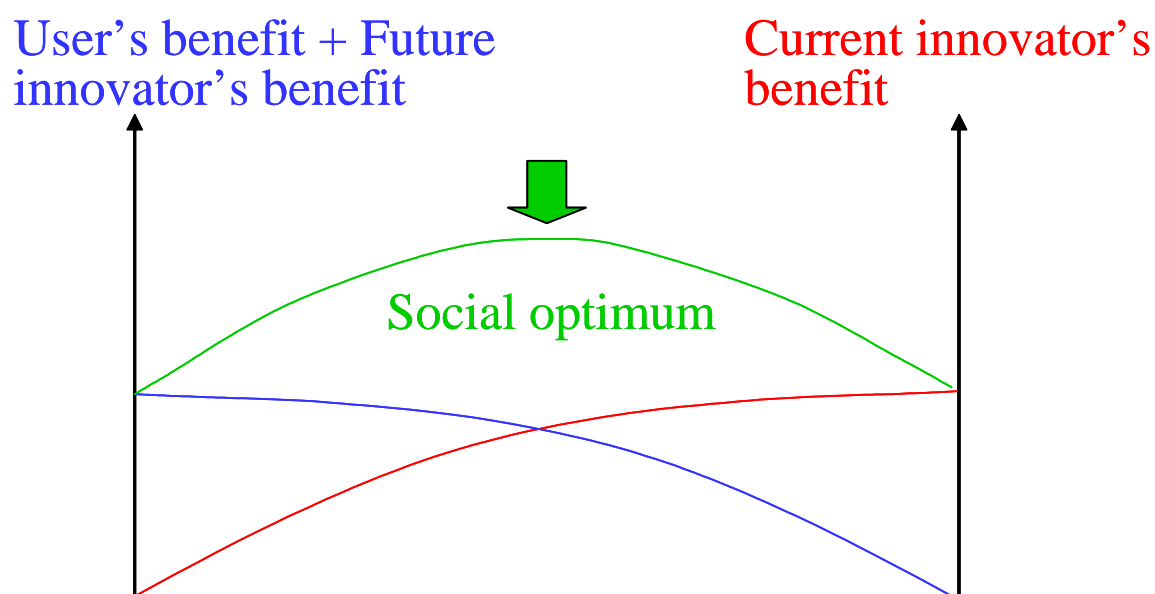 User’s benefit + Future
innovator’s benefit
Current innovator’s
benefit
Social optimum